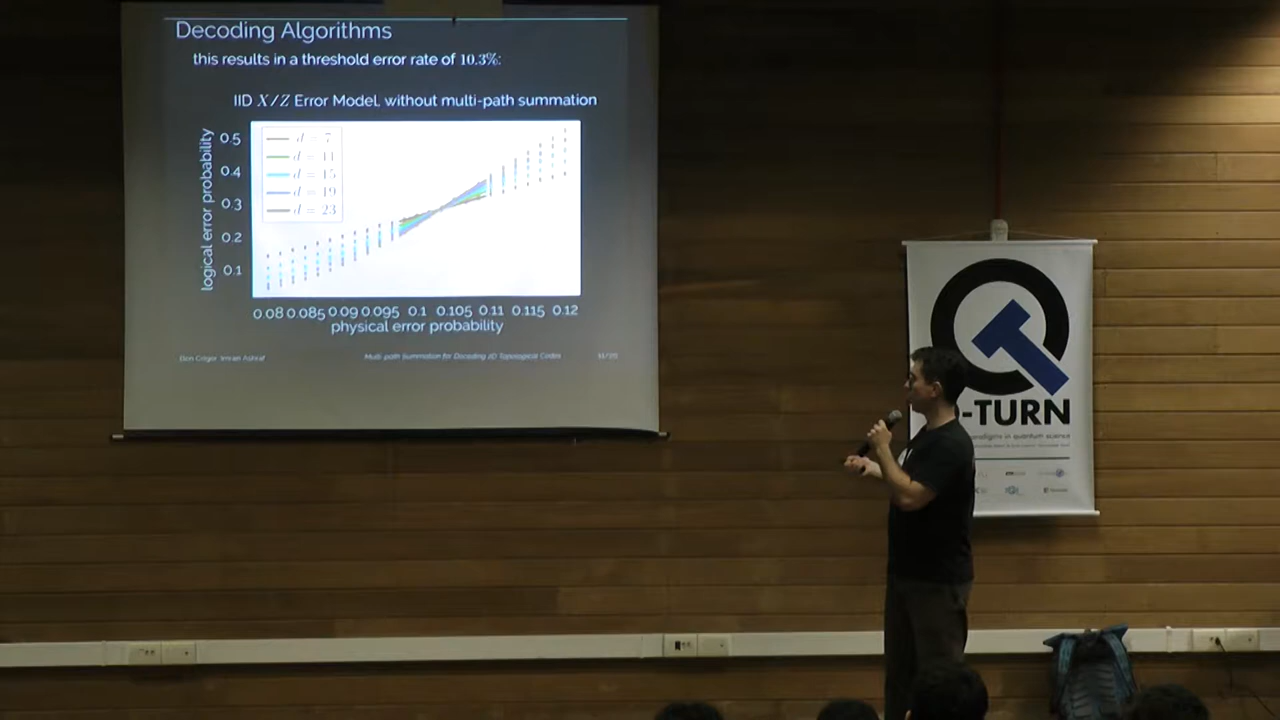 Decoding Algorithms
this results in a threshold error rate of 10.3%:
IID X/Z Error Model, without multi-path summation
logical error probability
0.5
0.4
0.3
0.2
0.1
d = 7
d = 11
d = 15
d = 19
d = 23
0.08 0.085 0.09 0.095 0.1 0.105 0.11 0.115 0.12
physical error probability
Multi-path Summation for Decoding 2D Topological Codes
-TURN
in quantum science